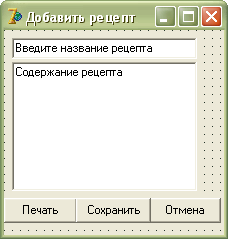 Добавить рецепт
Введите название рецепта
Содержание рецепта
Печать Сохранить Отмена